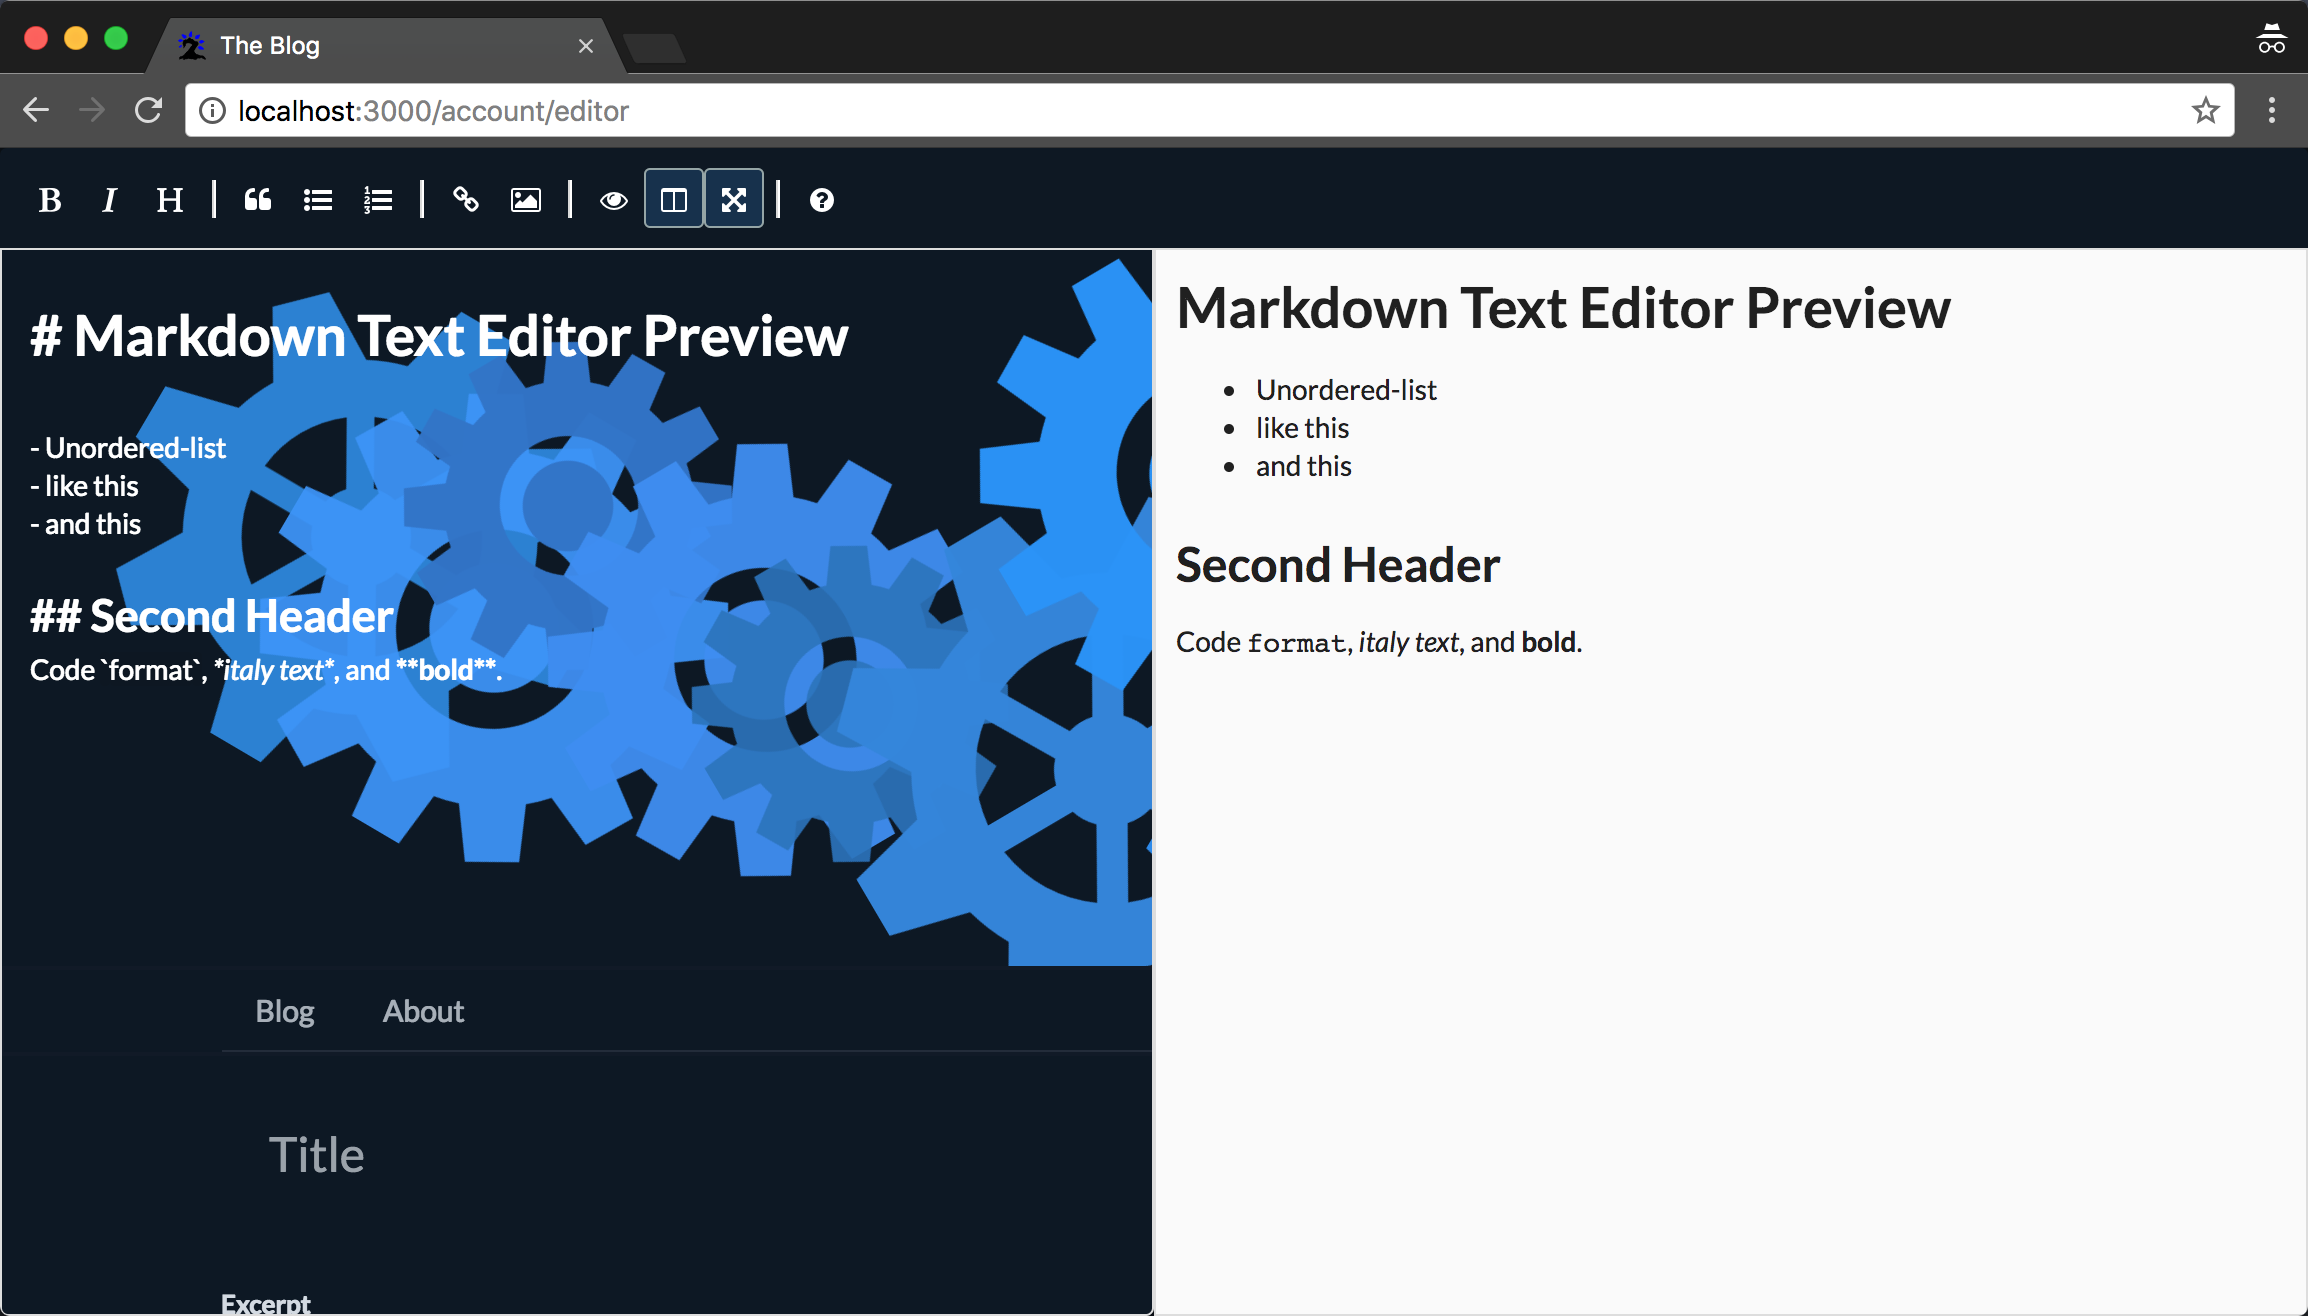 The Blog
localhost:3000/account/editor
B I H
# Markdown Text Editor Preview
- Unordered-list
- like this
- and this
## Second Header
Code `format`, *italy text*, and **bold**.
Blog About
Title
Excerpt
Markdown Text Editor Preview
• Unordered-list
• like this
• and this
Second Header
Code format, italy text, and bold.